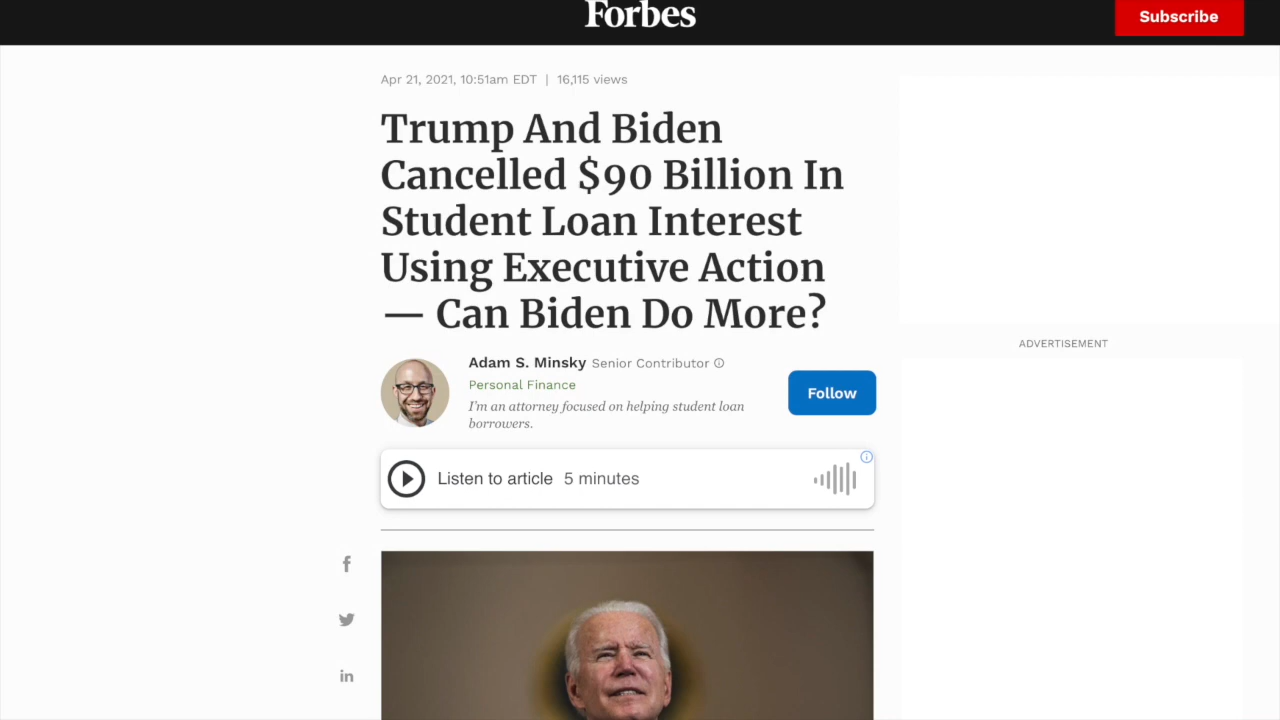 Forbes
Subscribe
Apr 21, 2021, 10:51am EDT | 16,115 views
Trump And Biden
Cancelled $90 Billion In
Student Loan Interest
Using Executive Action
— Can Biden Do More?
Adam S. Minsky Senior Contributor
Personal Finance
I'm an attorney focused on helping student loan
borrowers.
Follow
Listen to article 5 minutes
ADVERTISEMENT